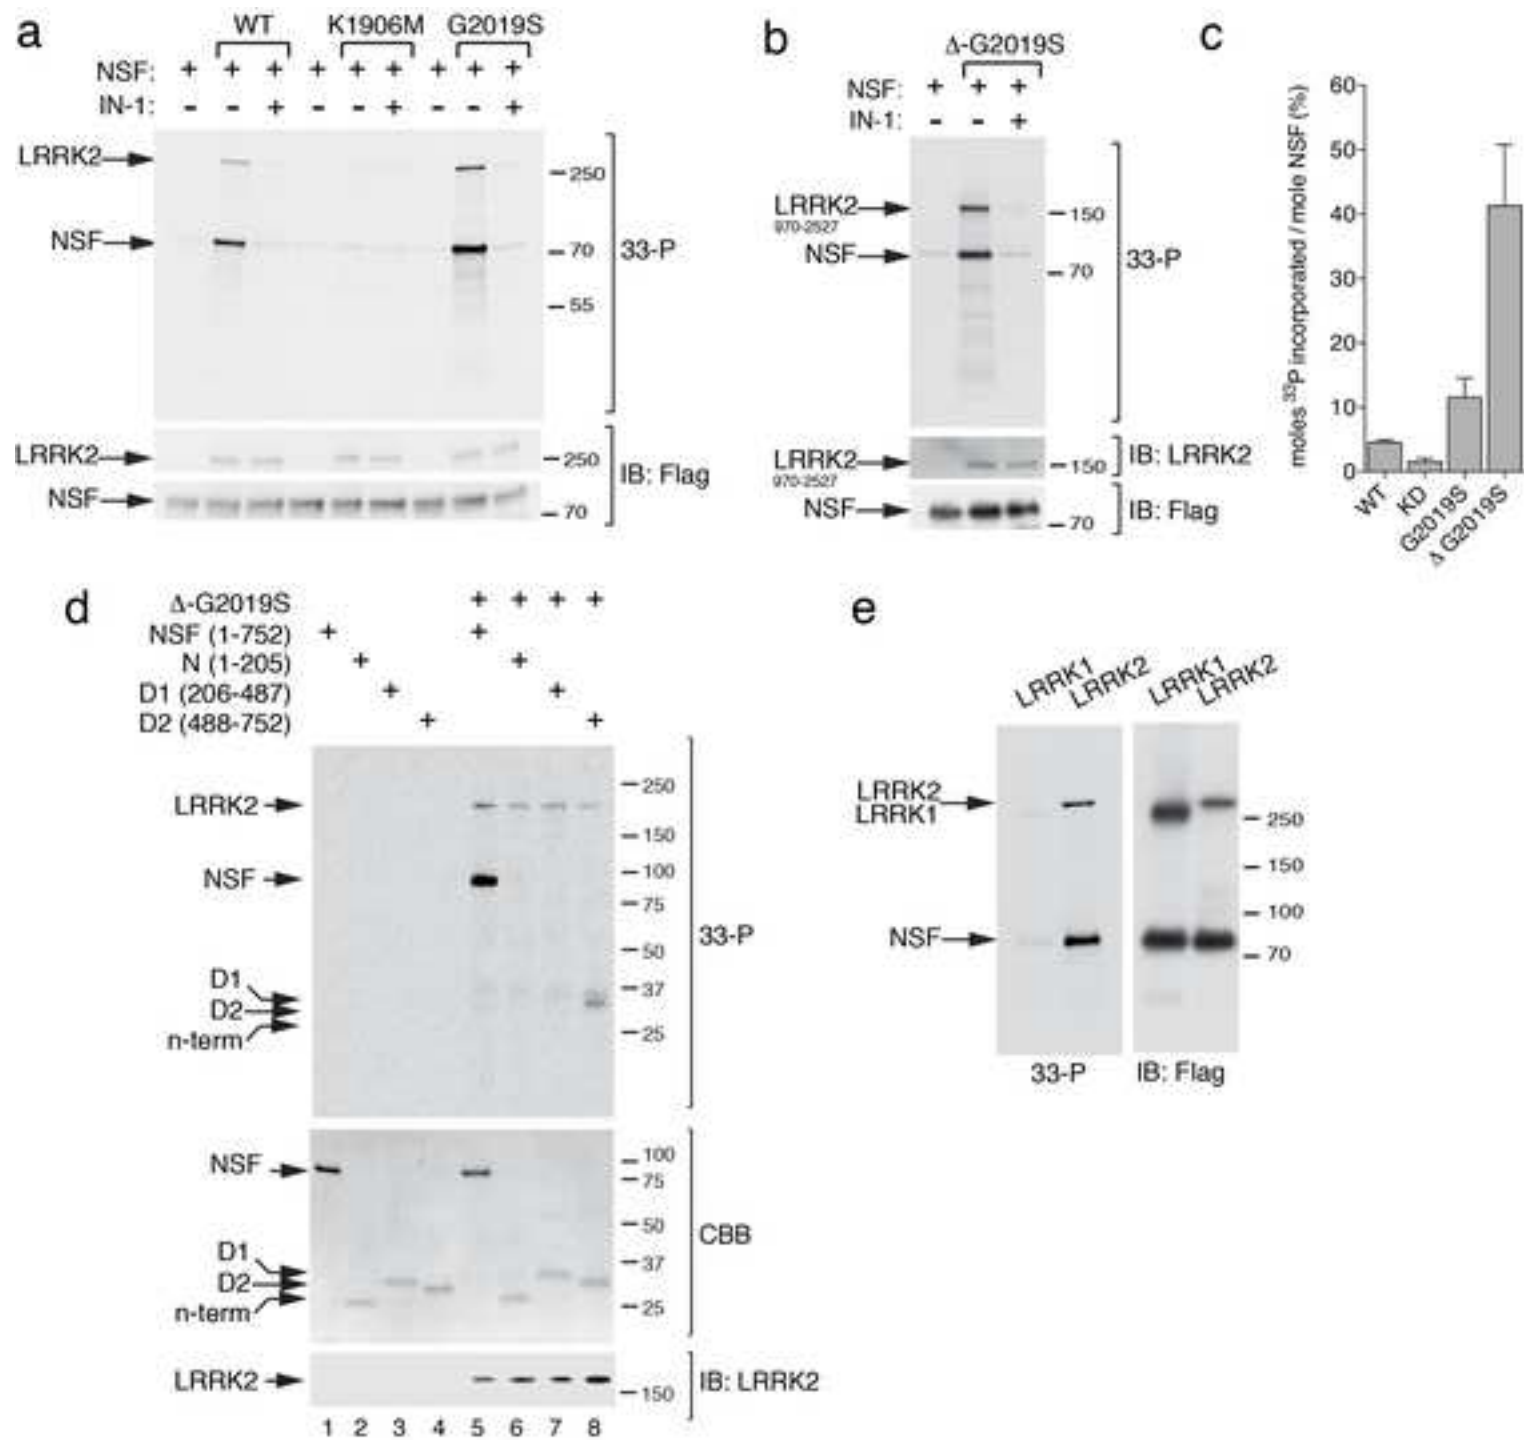 a
WT K1906M G2019S
NSF: + + + + + + + + +
IN-1: - - + - - + - - +
LRRK2
250
NSF
70
33-P
55
LRRK2
250
IB: Flag
NSF
70
b
Δ-G2019S
NSF: + + +
IN-1: - - +
LRRK2
970-2527
150
NSF
70
33-P
LRRK2
970-2527
150
IB: LRRK2
NSF
70
IB: Flag
c
moles 33P incorporated / mole NSF (%)
60
50
40
30
20
10
0
WT KD G2019S Δ G2019S
d
Δ-G2019S + + + +
NSF (1-752) + +
N (1-205) + +
D1 (206-487) + +
D2 (488-752) + +
250
LRRK2
150
100
NSF
75
33-P
50
D1
37
D2
n-term
25
NSF
100
75
50
CBB
D1
37
D2
n-term
25
LRRK2
150
IB: LRRK2
1 2 3 4 5 6 7 8
e
LRRK1 LRRK2 LRRK1 LRRK2
LRRK2
LRRK1
250
150
100
NSF
70
33-P IB: Flag